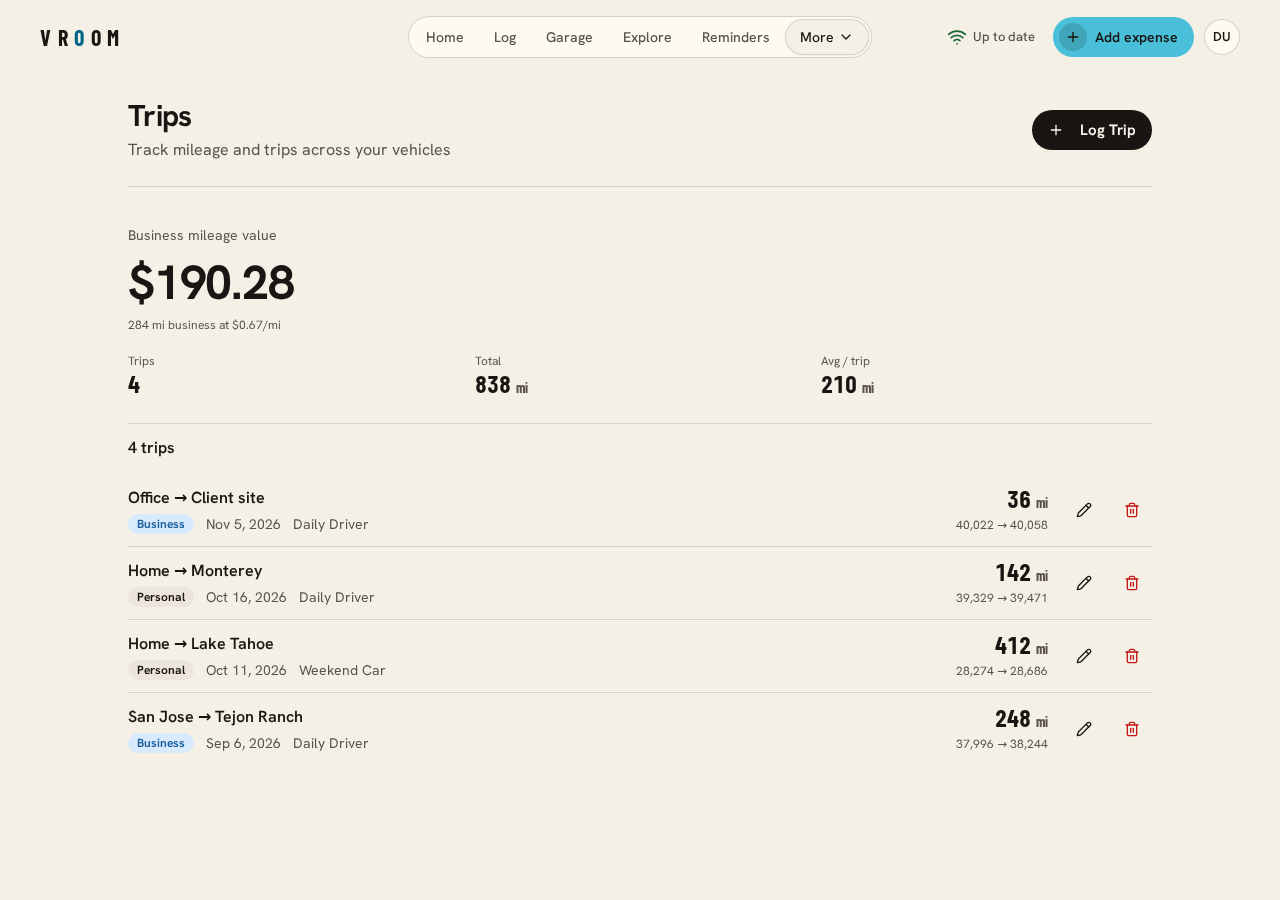 VROOM
Home Log Garage Explore Reminders More
Up to date
Add expense
DU
Trips
Track mileage and trips across your vehicles
Log Trip
Business mileage value
$190.28
284 mi business at $0.67/mi
Trips Total Avg / trip
4 838 mi 210 mi
4 trips
Office → Client site
Business Nov 5, 2026 Daily Driver
36 mi
40,022 → 40,058
Home → Monterey
Personal Oct 16, 2026 Daily Driver
142 mi
39,329 → 39,471
Home → Lake Tahoe
Personal Oct 11, 2026 Weekend Car
412 mi
28,274 → 28,686
San Jose → Tejon Ranch
Business Sep 6, 2026 Daily Driver
248 mi
37,996 → 38,244